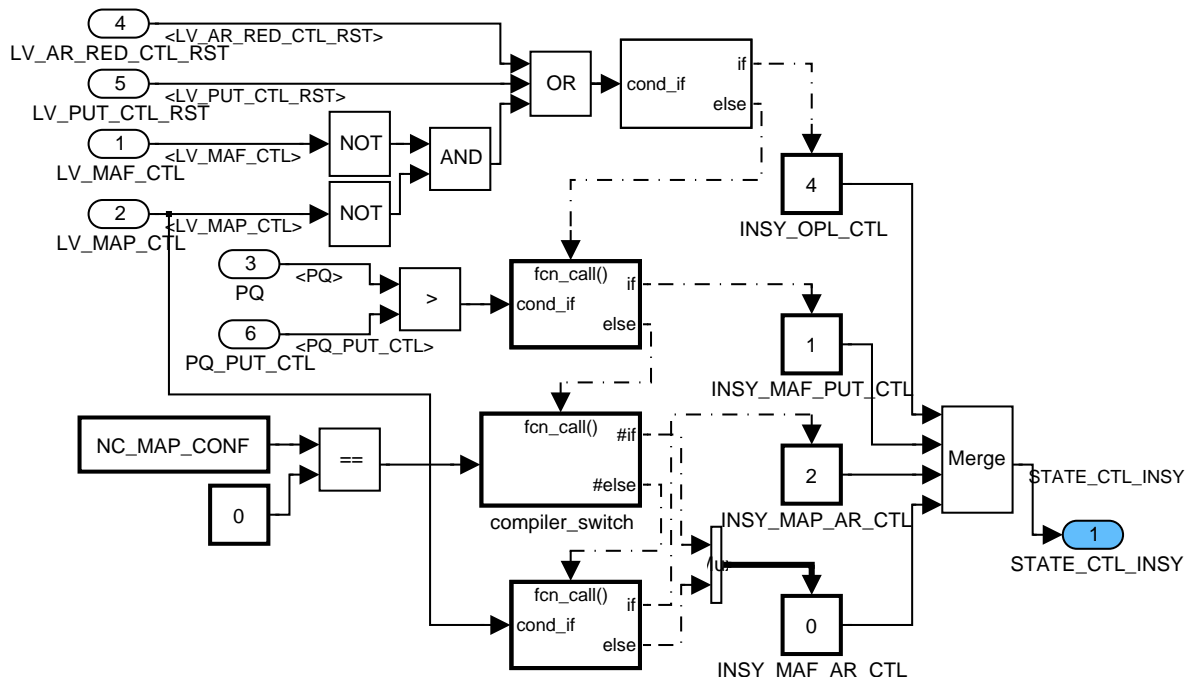 4
<LV_AR_RED_CTL_RST>
LV_AR_RED_CTL_RST
5
<LV_PUT_CTL_RST>
LV_PUT_CTL_RST
OR
cond_if
if
else
1
<LV_MAF_CTL>
LV_MAF_CTL
NOT
AND
2
<LV_MAP_CTL>
LV_MAP_CTL
NOT
4
INSY_OPL_CTL
3
<PQ>
PQ
6
<PQ_PUT_CTL>
PQ_PUT_CTL
>
fcn_call()
cond_if
if
else
1
INSY_MAF_PUT_CTL
NC_MAP_CONF
0
==
fcn_call()
#if
#else
compiler_switch
2
INSY_MAP_AR_CTL
Merge
STATE_CTL_INSY
1
STATE_CTL_INSY
fcn_call()
cond_if
if
else
0
INSY_MAF_AR_CTL